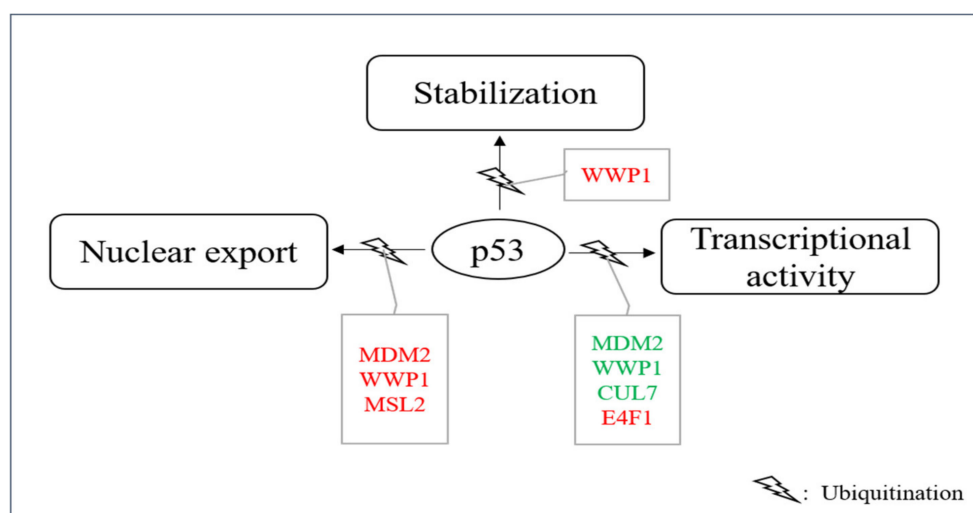 Stabilization
WWP1
Nuclear export
p53
Transcriptional
activity
MDM2
WWP1
MSL2
MDM2
WWP1
CUL7
E4F1
: Ubiquitination